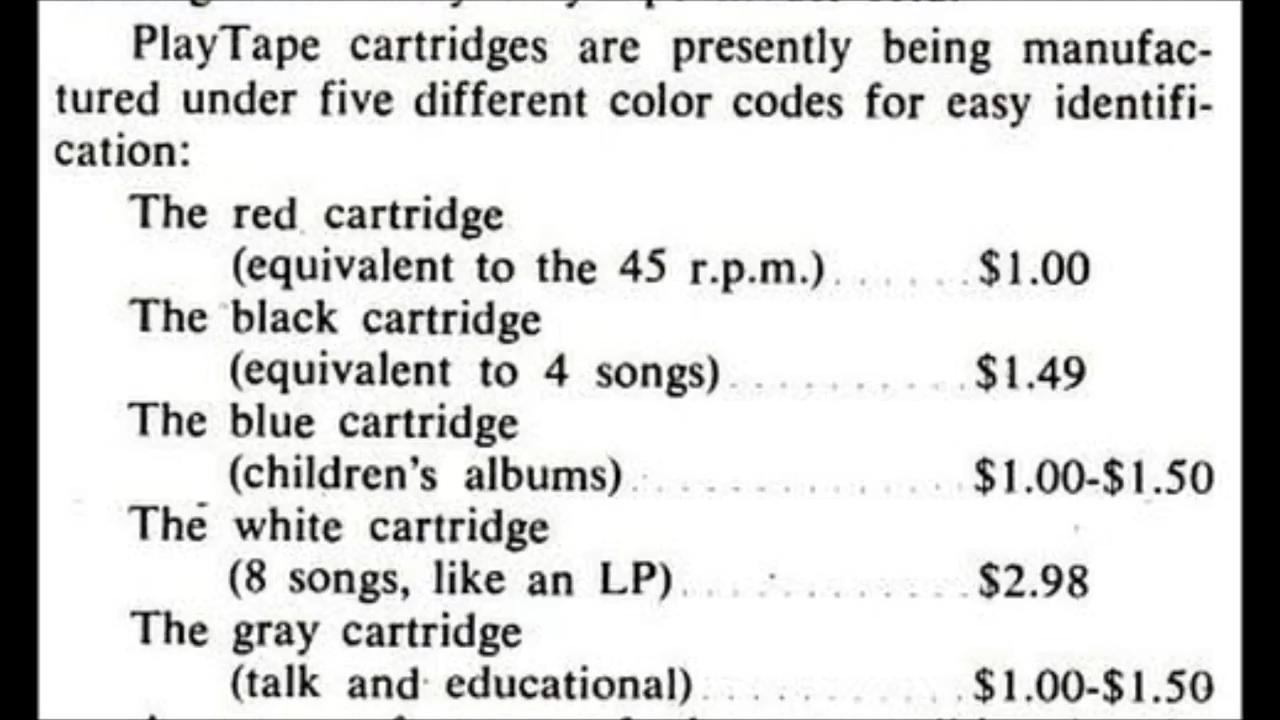 PlayTape cartridges are presently being manufac-
tured under five different color codes for easy identifi-
cation:
The red cartridge
(equivalent to the 45 r.p.m.)......$1.00
The black cartridge
(equivalent to 4 songs)..........$1.49
The blue cartridge
(children's albums)............$1.00-$1.50
The white cartridge
(8 songs, like an LP)...........$2.98
The gray cartridge
(talk and educational)..........$1.00-$1.50